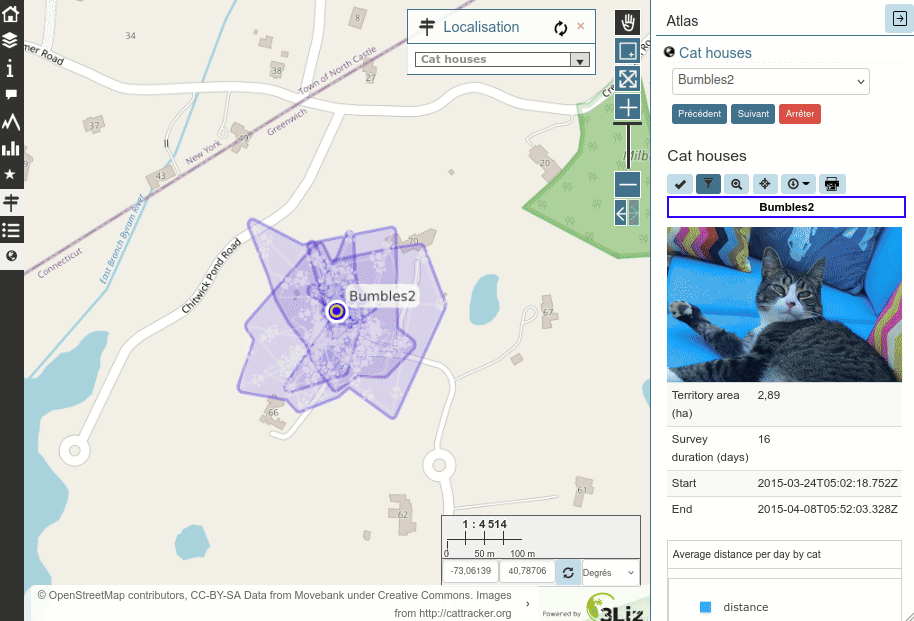 Localisation
×
Cat houses
34
8
38
27
37
49
43
20
70
67
66
62
61
mer Road
Town of North Castle
Greenwich
New York
Connecticut
East Branch Byram River
Chitwick Pond Road
Milb
Bumbles2
1 : 4 514
0 50 m 100 m
-73,06139 40,78706 Degrés
© OpenStreetMap contributors, CC-BY-SA Data from Movebank under Creative Commons. Images
from http://cattracker.org
Powered by 3Liz
Atlas
Cat houses
Bumbles2
Précédent Suivant Arrêter
Cat houses
Bumbles2
Territory area 2,89
(ha)
Survey 16
duration (days)
Start 2015-03-24T05:02:18.752Z
End 2015-04-08T05:52:03.328Z
Average distance per day by cat
distance